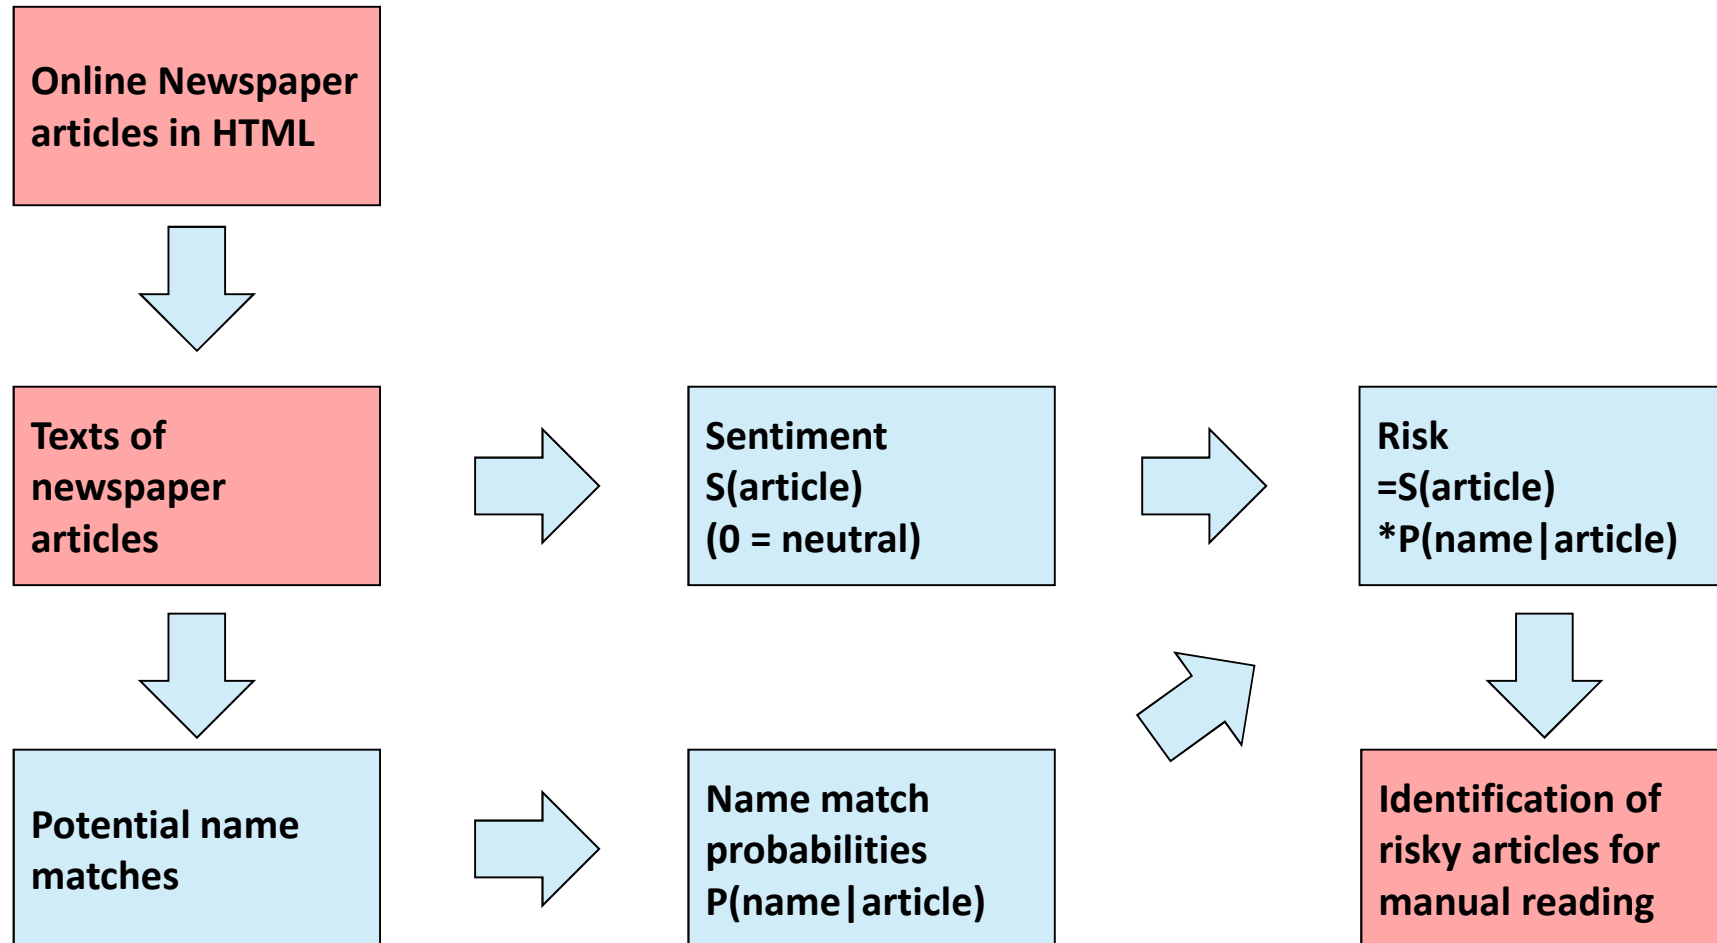 Online Newspaper
articles in HTML
Texts of
newspaper
articles
Sentiment
S(article)
(0 = neutral)
Risk
=S(article)
*P(name|article)
Potential name
matches
Name match
probabilities
P(name|article)
Identification of
risky articles for
manual reading